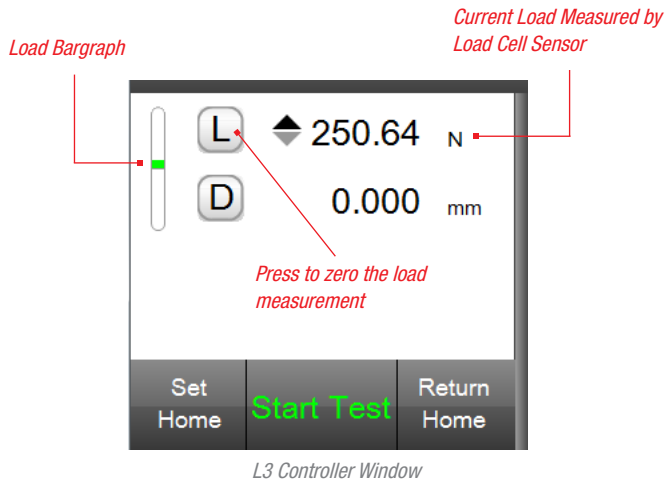 Current Load Measured by
Load Cell Sensor
Load Bargraph
L 250.64 N
D 0.000 mm
Press to zero the load
measurement
Set
Home
Start Test
Return
Home
L3 Controller Window